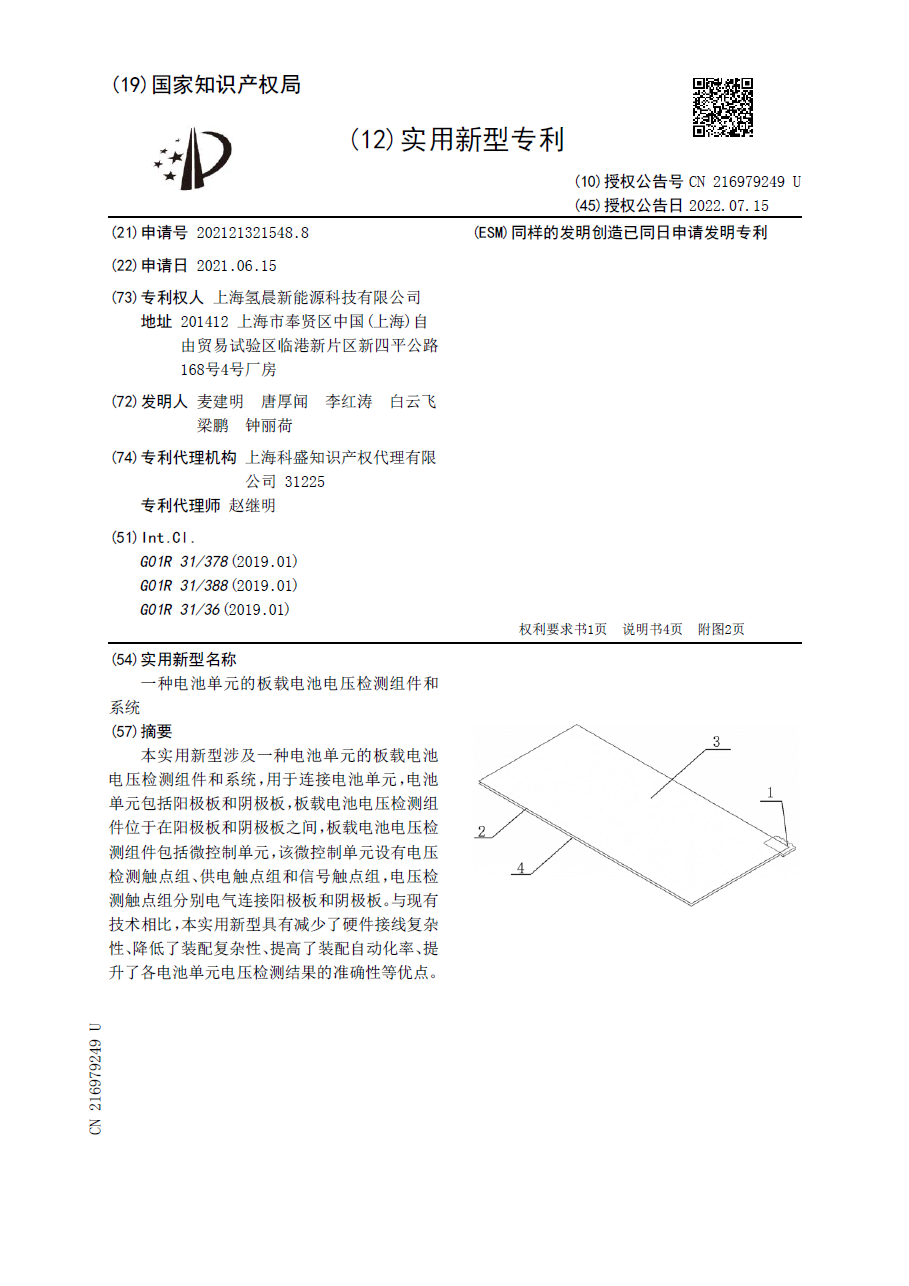 (19)国家知识产权局
(12)实用新型专利
(10)授权公告号 CN 216979249 U
(45)授权公告日 2022.07.15
(21)申请号 202121321548.8
(22)申请日 2021.06.15
(73)专利权人 上海氢晨新能源科技有限公司
地址 201412 上海市奉贤区中国(上海)自
由贸易试验区临港新片区新四平公路
168号4号厂房
(72)发明人 麦建明 唐厚闻 李红涛 白云飞
梁鹏 钟丽荷
(74)专利代理机构 上海科盛知识产权代理有限
公司 31225
专利代理师 赵继明
(51)Int.Cl.
G01R 31/378(2019.01)
G01R 31/388(2019.01)
G01R 31/36(2019.01)
(ESM)同样的发明创造已同日申请发明专利
权利要求书1页 说明书4页 附图2页
(54)实用新型名称
一种电池单元的板载电池电压检测组件和
系统
(57)摘要
本实用新型涉及一种电池单元的板载电池
电压检测组件和系统,用于连接电池单元,电池
单元包括阳极板和阴极板,板载电池电压检测组
件位于在阳极板和阴极板之间,板载电池电压检
测组件包括微控制单元,该微控制单元设有电压
检测触点组、供电触点组和信号触点组,电压检
测触点组分别电气连接阳极板和阴极板。与现有
技术相比,本实用新型具有减少了硬件接线复杂
性、降低了装配复杂性、提高了装配自动化率、提
升了各电池单元电压检测结果的准确性等优点。
3
1
2
4
CN 216979249 U